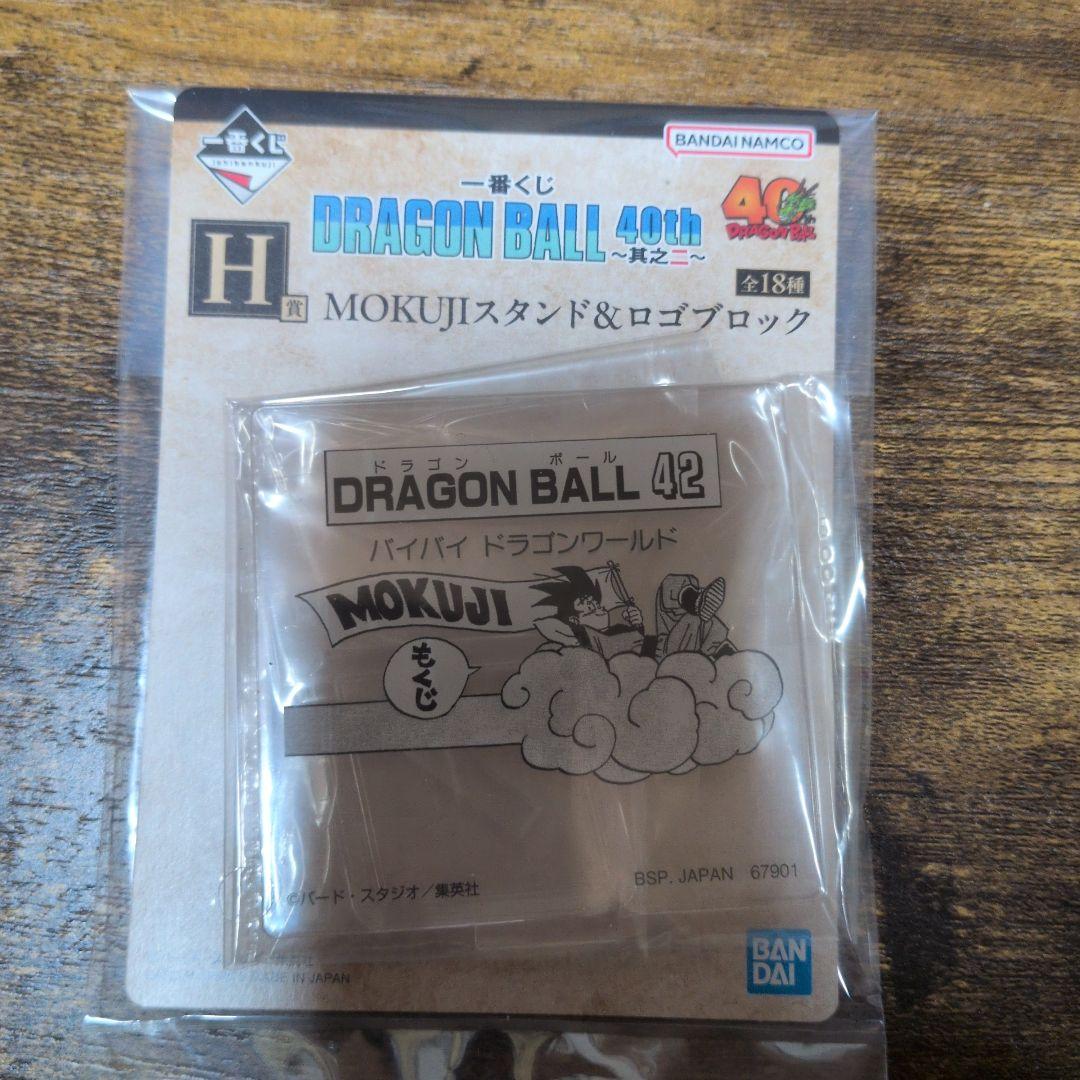 一番くじ
ichibankuji
BANDAI NAMCO
一番くじ
DRAGON BALL 40th
～其之二～
40th
DRAGON BALL
H賞
全18種
MOKUJIスタンド&ロゴブロック
ドラゴン ボール
DRAGON BALL 42
バイバイ ドラゴンワールド
MOKUJI
もくじ
BSP. JAPAN 67901
©バード・スタジオ／集英社
MADE IN JAPAN
BAN
DAI